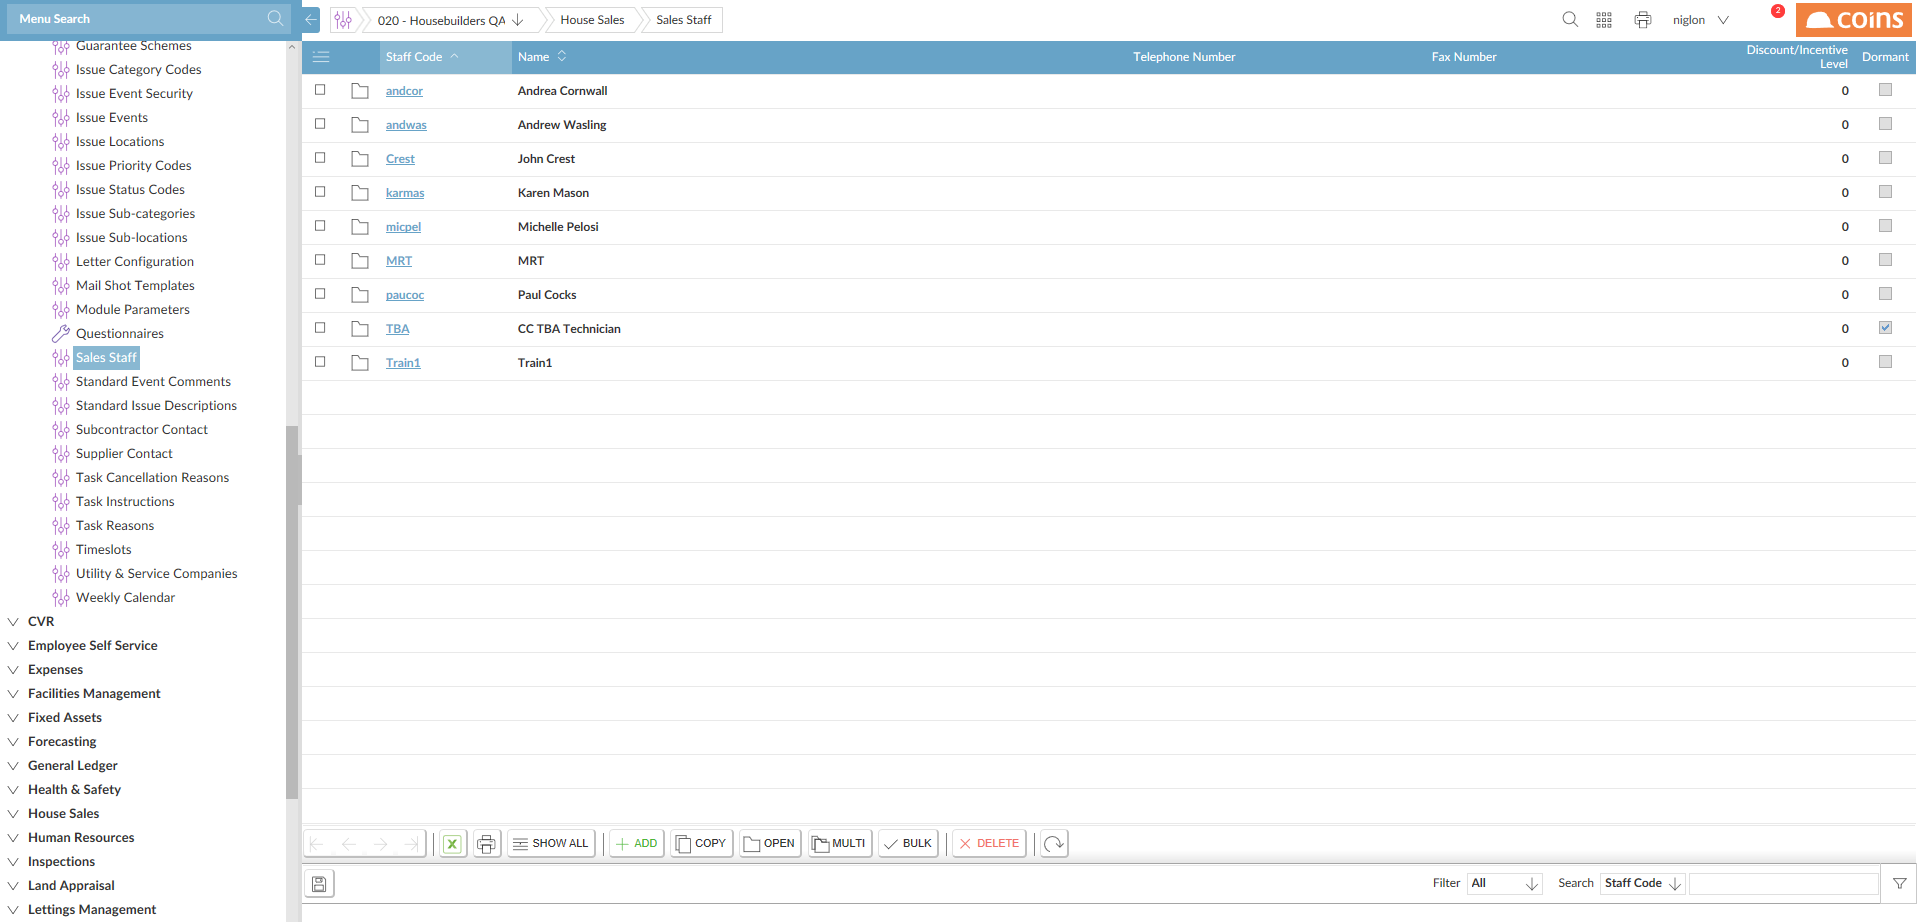 Menu Search
020 - Housebuilders QA
House Sales
Sales Staff
niglon
2
coins
Guarantee Schemes
Issue Category Codes
Issue Event Security
Issue Events
Issue Locations
Issue Priority Codes
Issue Status Codes
Issue Sub-categories
Issue Sub-locations
Letter Configuration
Mail Shot Templates
Module Parameters
Questionnaires
Sales Staff
Standard Event Comments
Standard Issue Descriptions
Subcontractor Contact
Supplier Contact
Task Cancellation Reasons
Task Instructions
Task Reasons
Timeslots
Utility & Service Companies
Weekly Calendar
CVR
Employee Self Service
Expenses
Facilities Management
Fixed Assets
Forecasting
General Ledger
Health & Safety
House Sales
Human Resources
Inspections
Land Appraisal
Lettings Management
Staff Code Name Telephone Number Fax Number Discount/Incentive Level Dormant
andcor Andrea Cornwall 0
andwas Andrew Wasling 0
Crest John Crest 0
karmas Karen Mason 0
micpel Michelle Pelosi 0
MRT MRT 0
paucoc Paul Cocks 0
TBA CC TBA Technician 0
Train1 Train1 0
SHOW ALL ADD COPY OPEN MULTI BULK DELETE
Filter All Search Staff Code